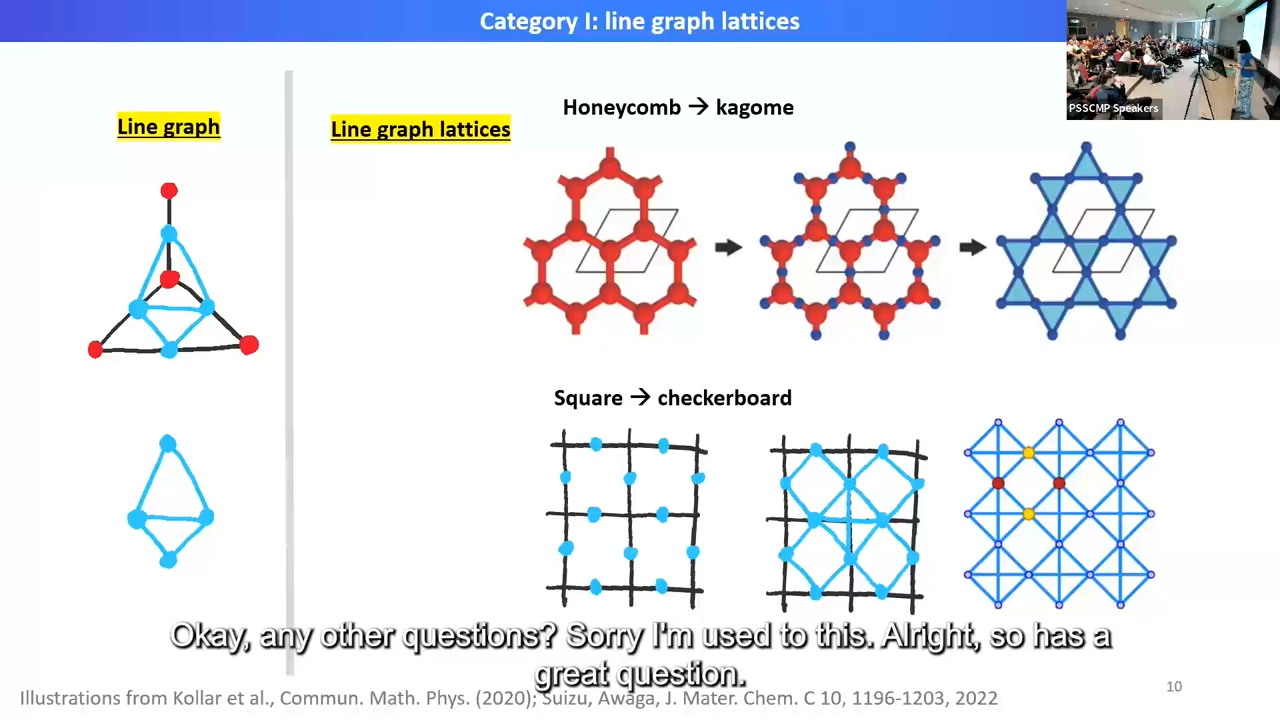 Category I: line graph lattices
PSSCMP Speakers
Line graph
Line graph lattices
Honeycomb → kagome
Square → checkerboard
Okay, any other questions? Sorry I'm used to this. Alright, so has a
great question.
Illustrations from Kollar et al., Commun. Math. Phys. (2020); Suizu, Awaga, J. Mater. Chem. C 10, 1196-1203, 2022
10